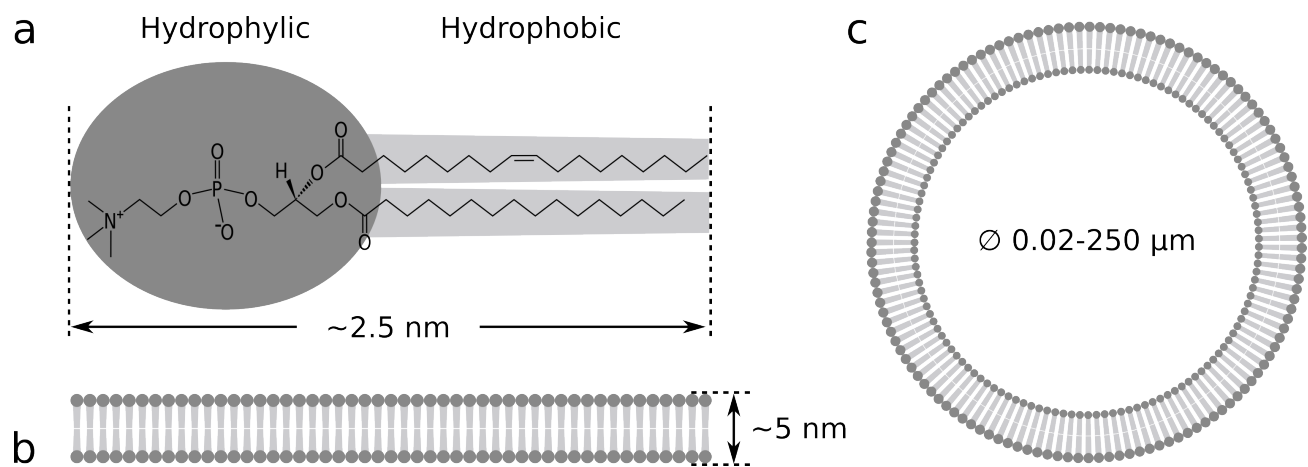 a
Hydrophylic
Hydrophobic
O
O
O
P
O
O
H
O
O
N+
-O
O
~2.5 nm
b
~5 nm
c
∅ 0.02-250 µm